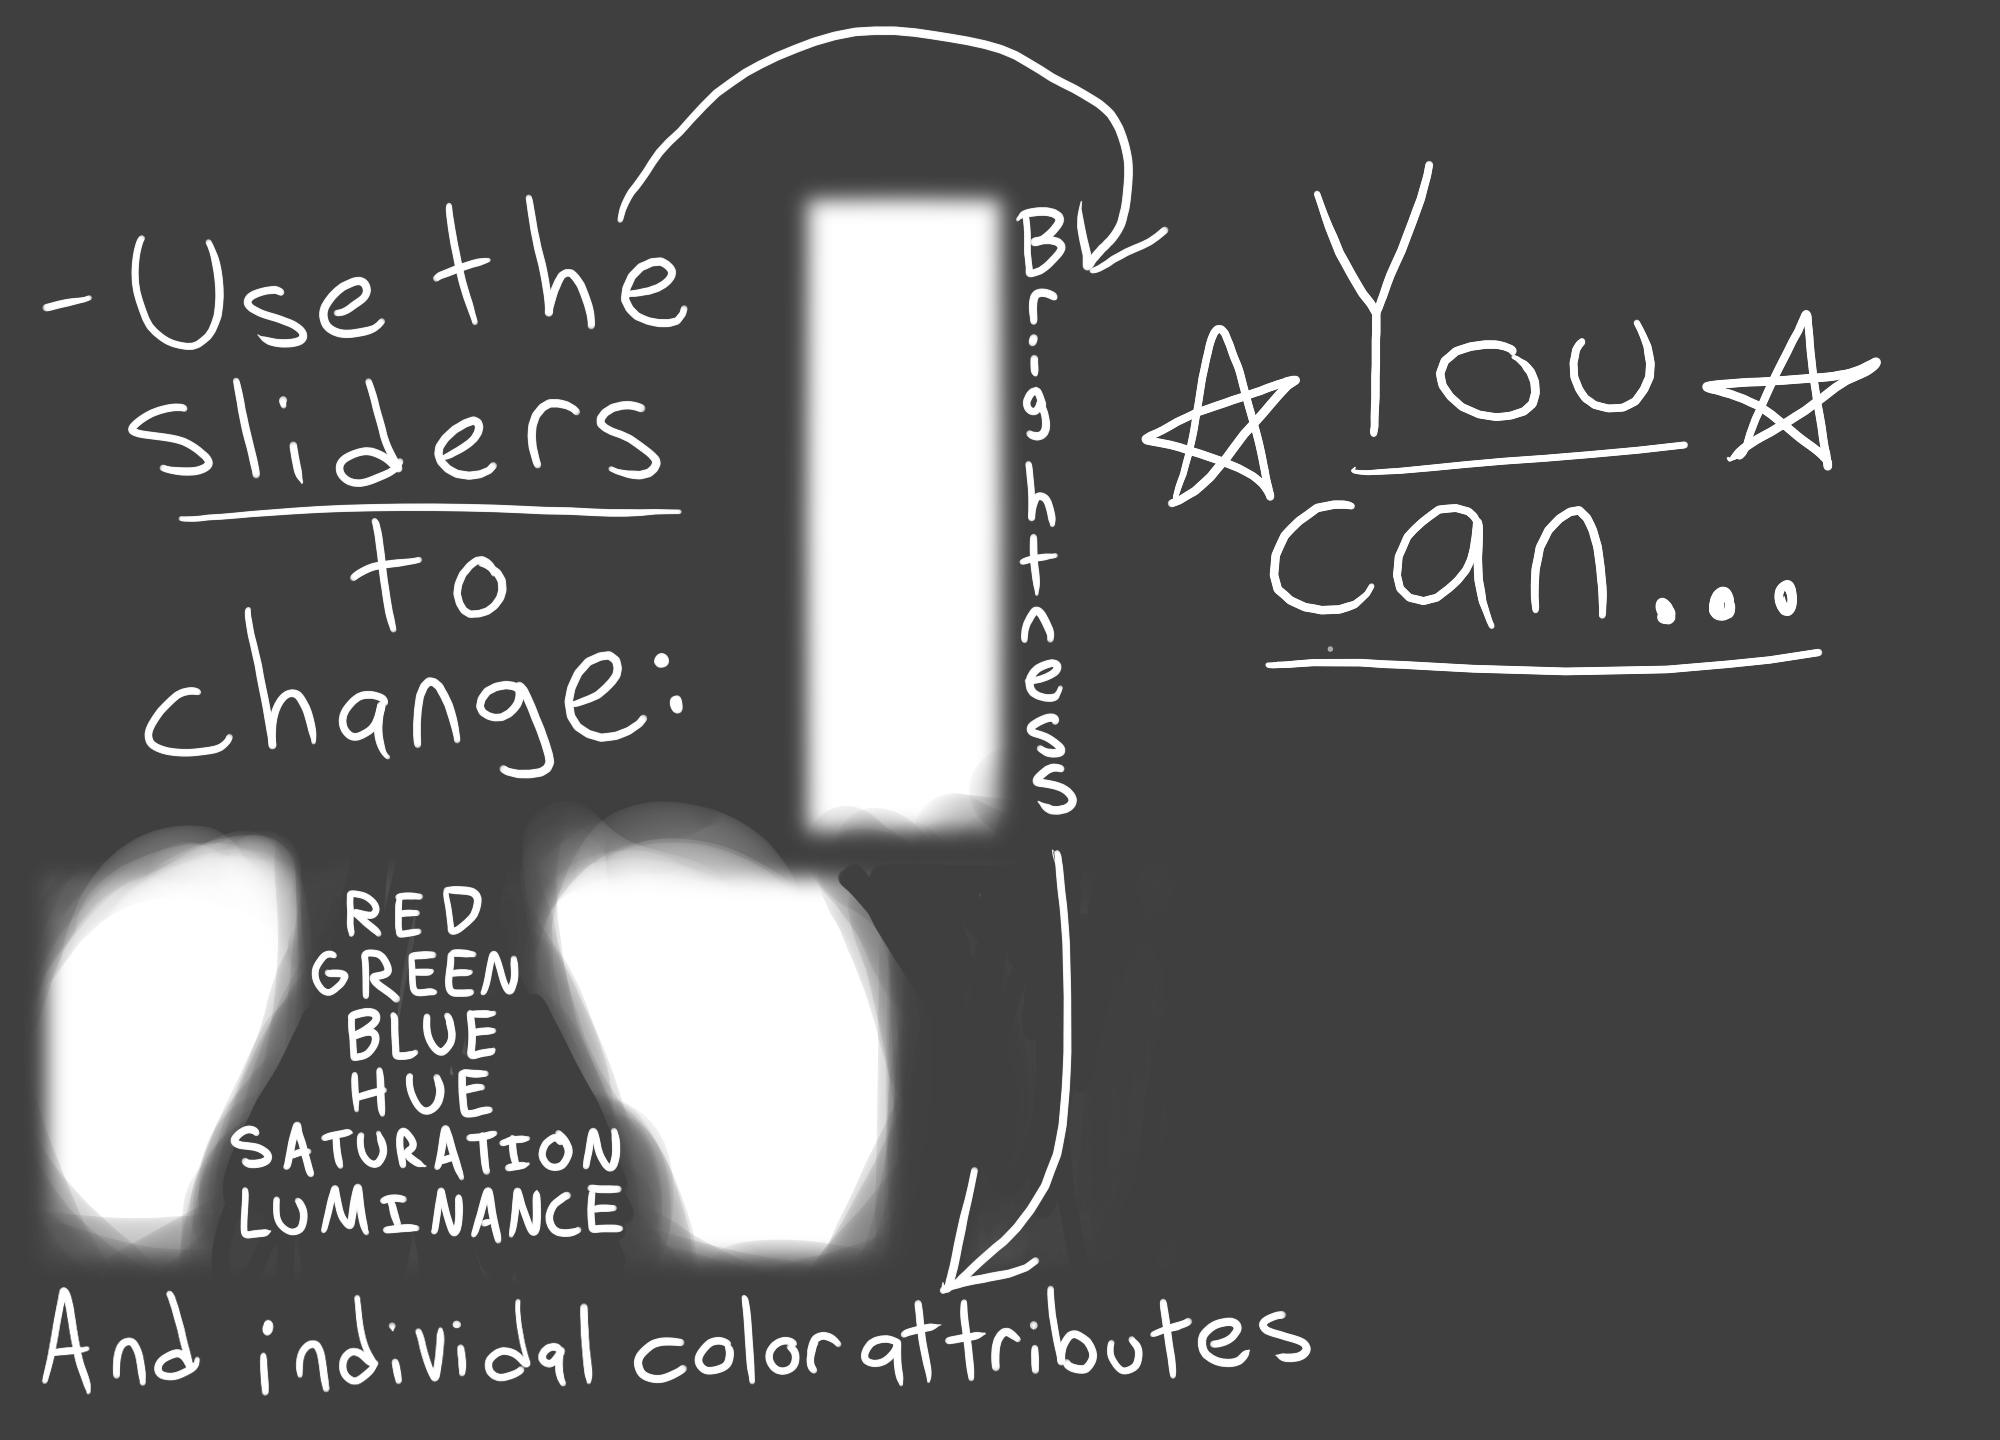 You
can...
- Use the
sliders
to
change:
Brightness
RED
GREEN
BLUE
HUE
SATURATION
LUMINANCE
And individal color attributes